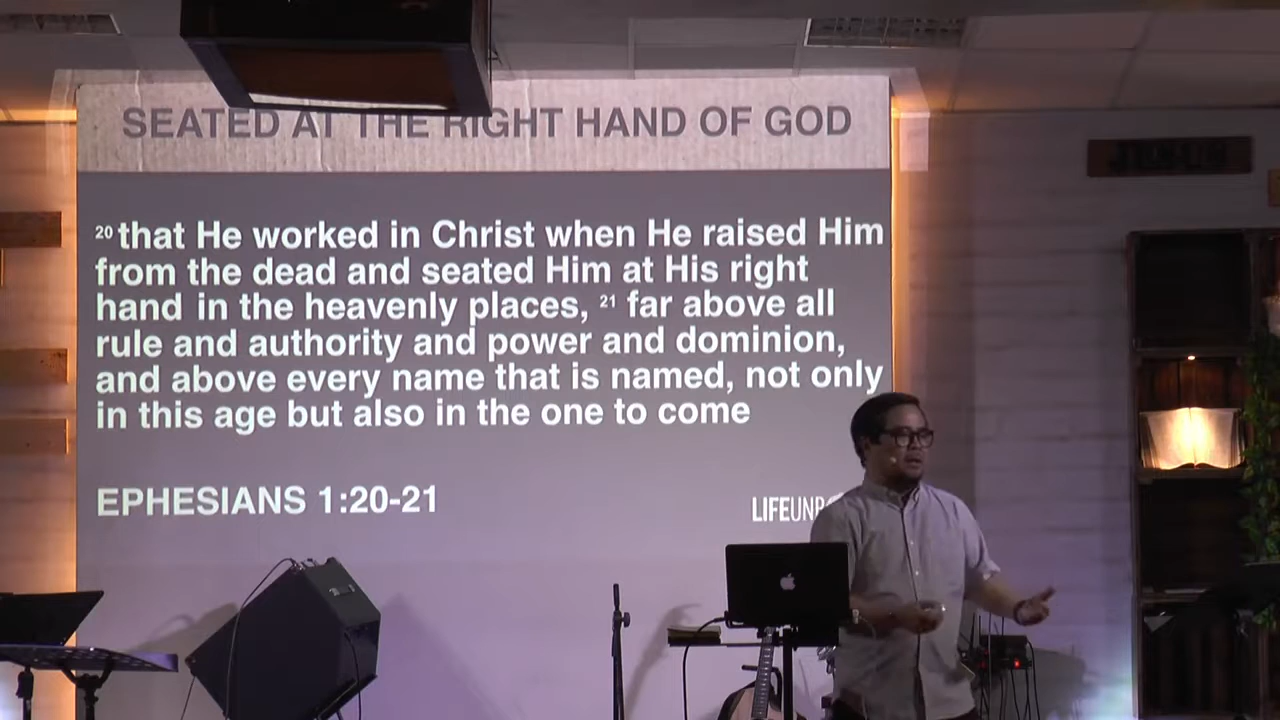 SEATED AT THE RIGHT HAND OF GOD
20 that He worked in Christ when He raised Him
from the dead and seated Him at His right
hand in the heavenly places, 21 far above all
rule and authority and power and dominion,
and above every name that is named, not only
in this age but also in the one to come
EPHESIANS 1:20-21